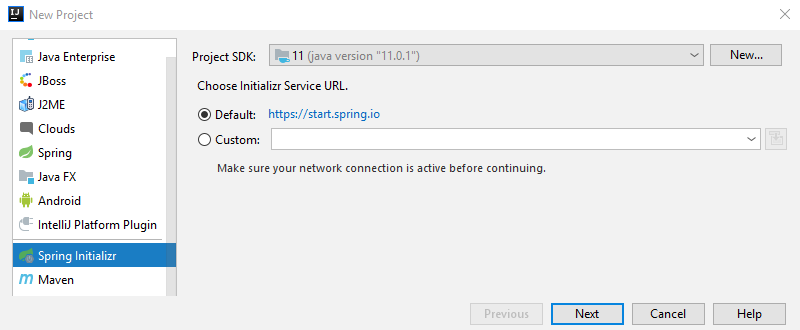 New Project
Java Enterprise
JBoss
J2ME
Clouds
Spring
Java FX
Android
IntelliJ Platform Plugin
Spring Initializr
Maven
Project SDK: 11 (java version "11.0.1") New...
Choose Initializr Service URL.
Default: https://start.spring.io
Custom:
Make sure your network connection is active before continuing.
Previous Next Cancel Help